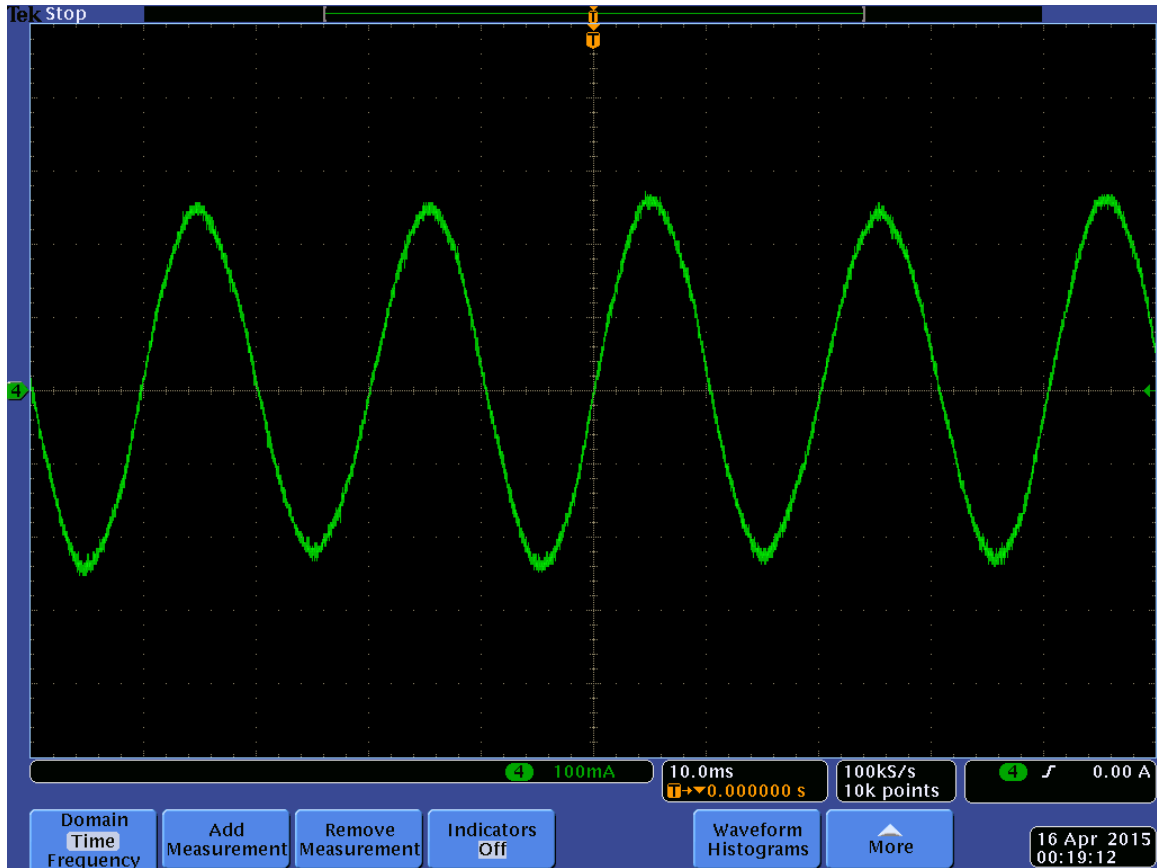 Tek Stop
T
T
4
4 100mA
10.0ms
T→▼0.000000 s
100kS/s
10k points
4 0.00 A
Domain
Time
Frequency
Add
Measurement
Remove
Measurement
Indicators
Off
Waveform
Histograms
More
16 Apr 2015
00:19:12